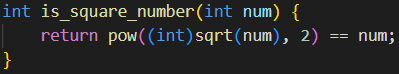 int is_square_number(int num) {
    return pow((int)sqrt(num), 2) == num;
}